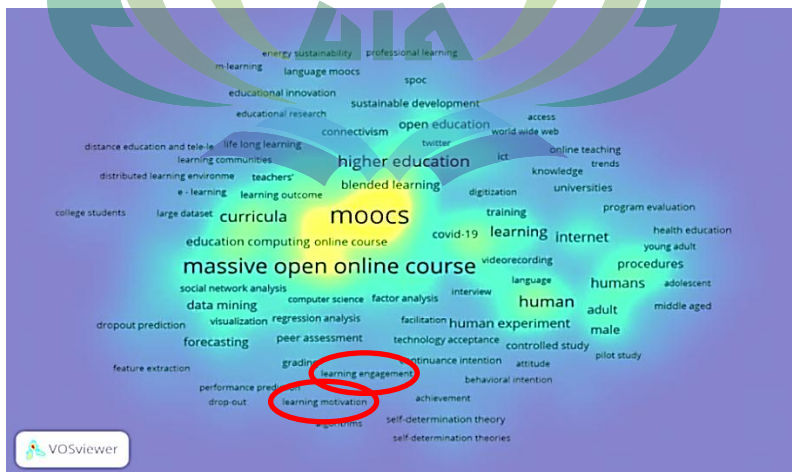 energy sustainability professional learning
m-learning language moocs
spoc
educational innovation
sustainable development
educational research
access
connectivism open education world wide web
twitter
distance education and tele-le life long learning online teaching
learning communities higher education ict trends
knowledge
distributed learning environme teachers'
blended learning
e - learning learning outcome digitization universities
college students large dataset curricula moocs training program evaluation
covid-19 learning internet health education
education computing online course young adult
massive open online course videorecording procedures
social network analysis language humans adolescent
data mining computer science factor analysis interview human adult middle aged
dropout prediction visualization regression analysis facilitation human experiment male
forecasting peer assessment technology acceptance controlled study
pilot study
feature extraction grading continuance intention attitude
learning engagement
performance prediction behavioral intention
drop-out learning motivation achievement
algorithms self-determination theory
self-determination theories
VOSviewer